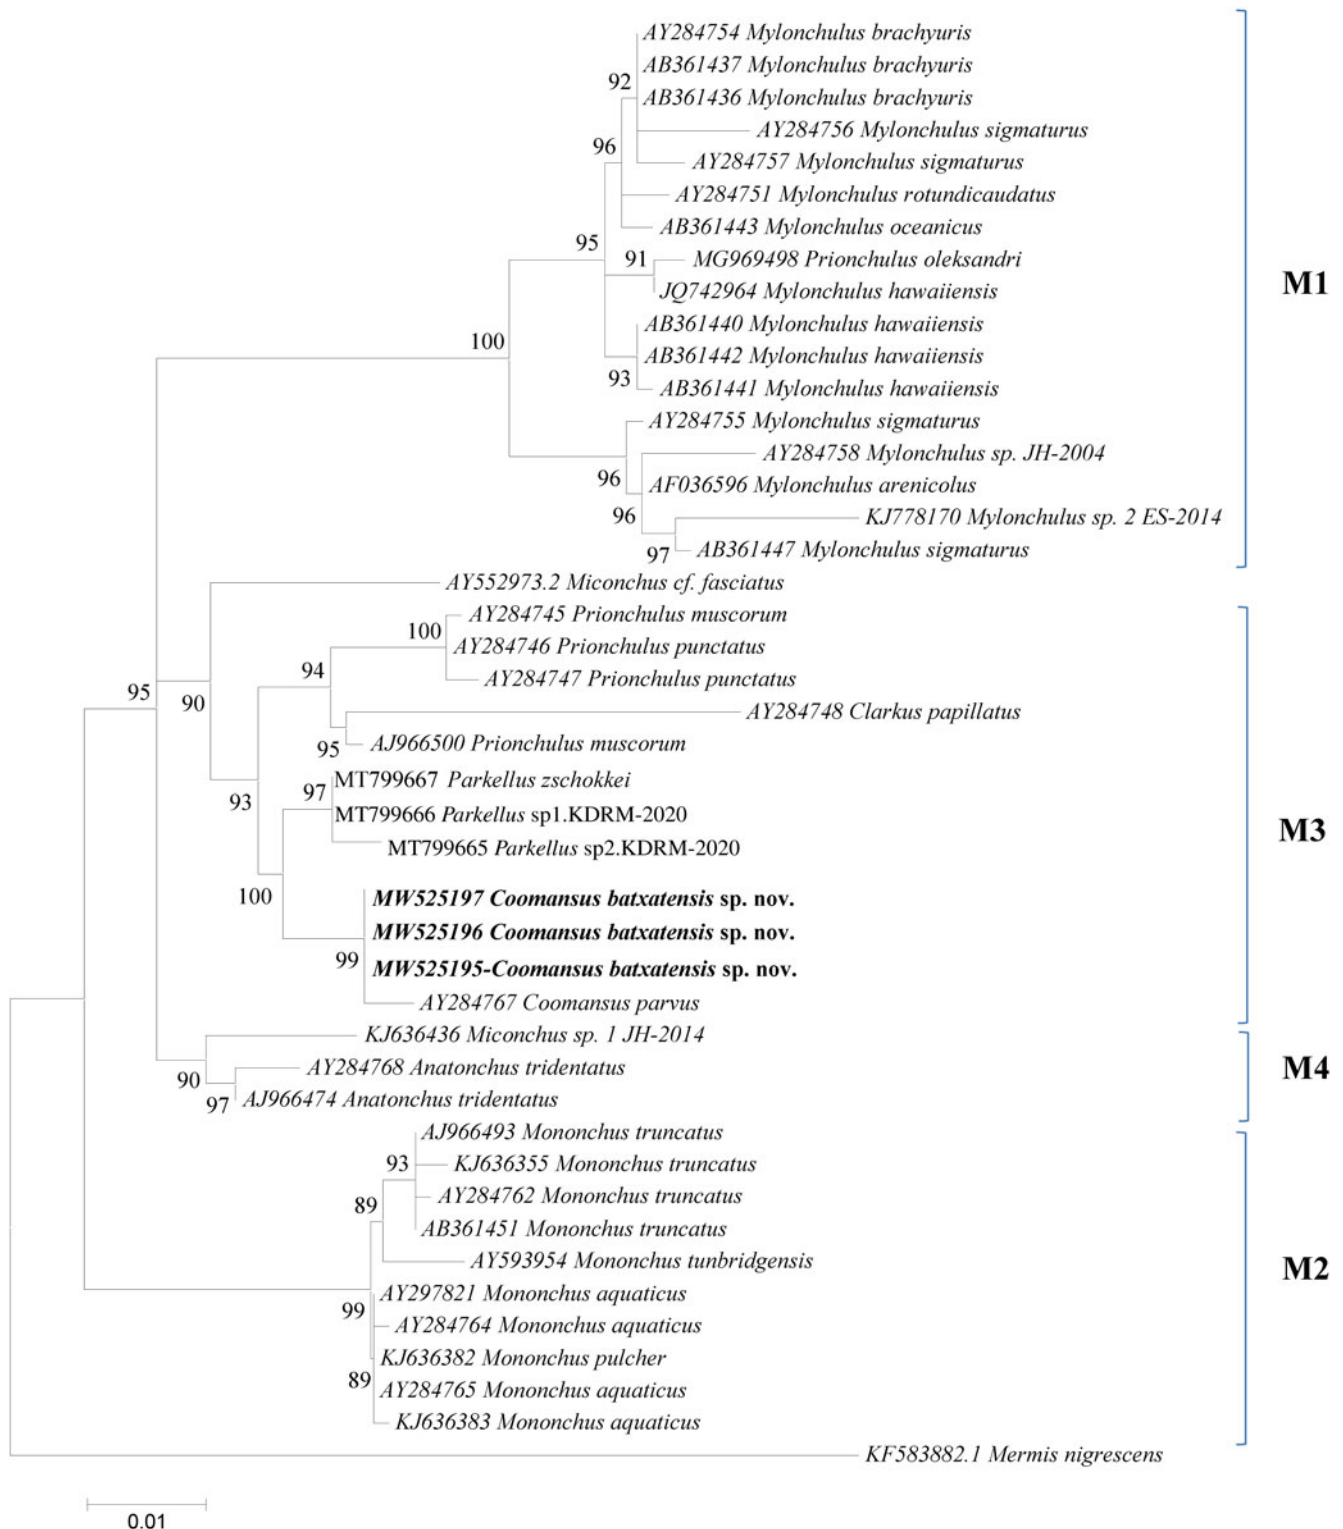 AY284754 Mylonchulus brachyuris
AB361437 Mylonchulus brachyuris
92
AB361436 Mylonchulus brachyuris
AY284756 Mylonchulus sigmaturus
96
AY284757 Mylonchulus sigmaturus
AY284751 Mylonchulus rotundicaudatus
AB361443 Mylonchulus oceanicus
95
91
MG969498 Prionchulus oleksandri
M1
JQ742964 Mylonchulus hawaiiensis
AB361440 Mylonchulus hawaiiensis
100
AB361442 Mylonchulus hawaiiensis
93
AB361441 Mylonchulus hawaiiensis
AY284755 Mylonchulus sigmaturus
AY284758 Mylonchulus sp. JH-2004
96
AF036596 Mylonchulus arenicolus
96
KJ778170 Mylonchulus sp. 2 ES-2014
97
AB361447 Mylonchulus sigmaturus
AY552973.2 Miconchus cf. fasciatus
AY284745 Prionchulus muscorum
100
AY284746 Prionchulus punctatus
94
AY284747 Prionchulus punctatus
95
90
AY284748 Clarkus papillatus
95
AJ966500 Prionchulus muscorum
MT799667 Parkellus zschokkei
97
93
MT799666 Parkellus sp1.KDRM-2020
M3
MT799665 Parkellus sp2.KDRM-2020
100
MW525197 Coomansus batxatensis sp. nov.
MW525196 Coomansus batxatensis sp. nov.
99
MW525195-Coomansus batxatensis sp. nov.
AY284767 Coomansus parvus
KJ636436 Miconchus sp. 1 JH-2014
AY284768 Anatonchus tridentatus
M4
90
97
AJ966474 Anatonchus tridentatus
AJ966493 Mononchus truncatus
93
KJ636355 Mononchus truncatus
AY284762 Mononchus truncatus
89
AB361451 Mononchus truncatus
AY593954 Mononchus tunbridgensis
M2
AY297821 Mononchus aquaticus
99
AY284764 Mononchus aquaticus
KJ636382 Mononchus pulcher
89
AY284765 Mononchus aquaticus
KJ636383 Mononchus aquaticus
KF583882.1 Mermis nigrescens
0.01